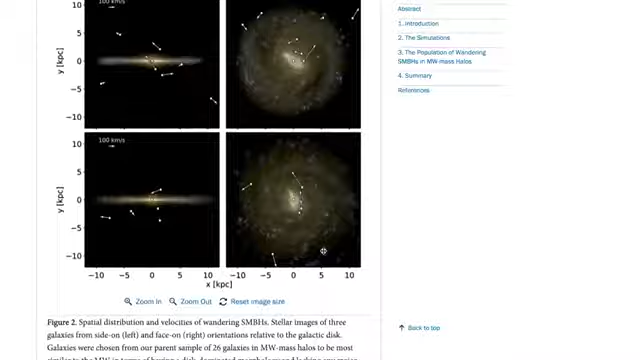 100 km/s
10
5
0
−5
−10
y [kpc]
100 km/s
10
5
0
−5
−10
y [kpc]
−10 −5 0 5 10 −10 −5 0 5 10
x [kpc]
Zoom In Zoom Out Reset image size
Figure 2. Spatial distribution and velocities of wandering SMBHs. Stellar images of three
galaxies from side-on (left) and face-on (right) orientations relative to the galactic disk.
Galaxies were chosen from our parent sample of 26 galaxies in MW-mass halos to be most
Abstract
1. Introduction
2. The Simulations
3. The Population of Wandering
SMBHs in MW-mass Halos
4. Summary
References
Back to top